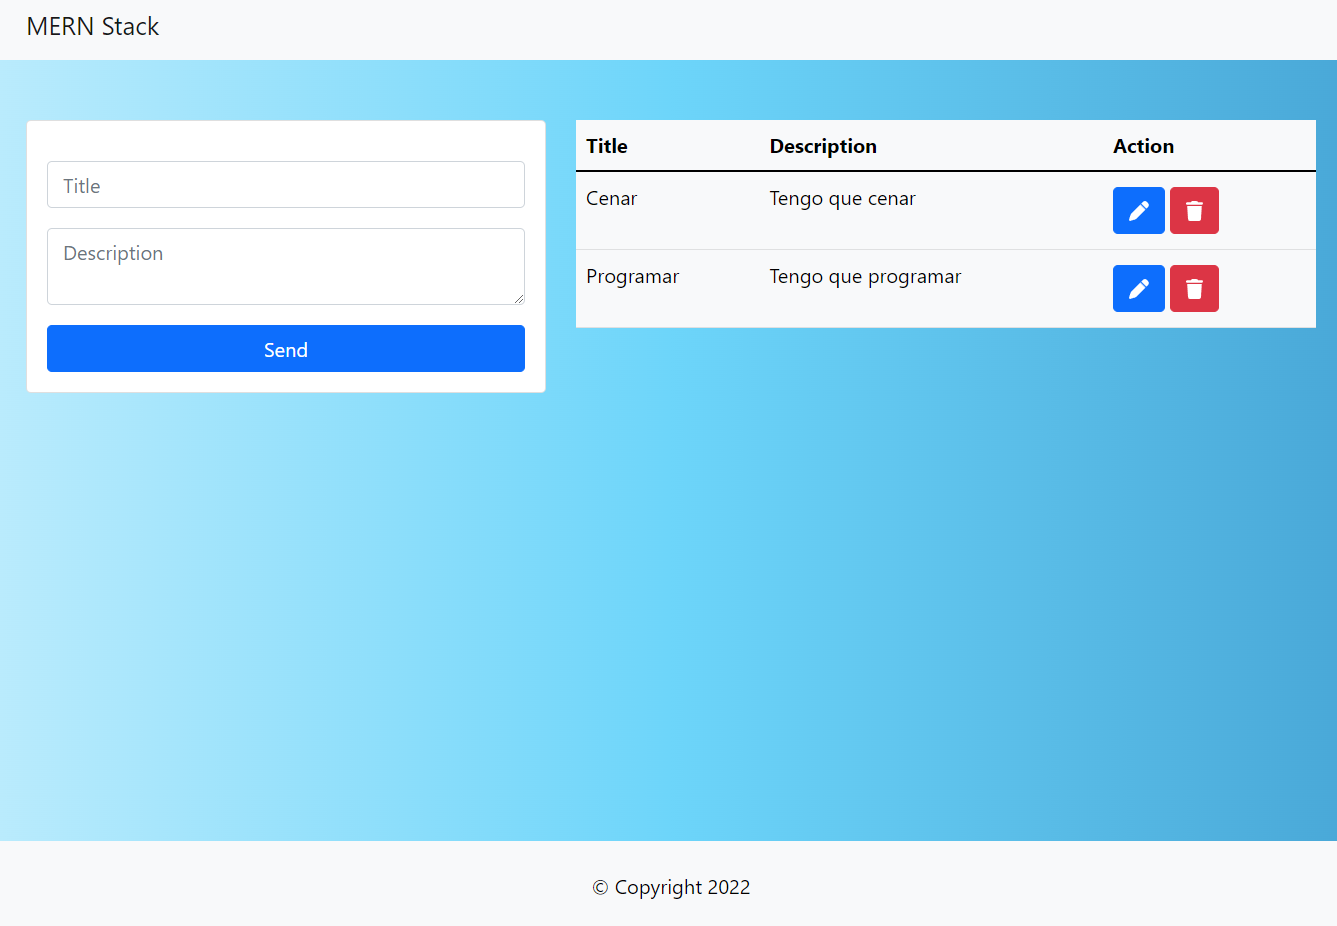 MERN Stack
Title
Description
Send
Title Description Action
Cenar Tengo que cenar
Programar Tengo que programar
© Copyright 2022